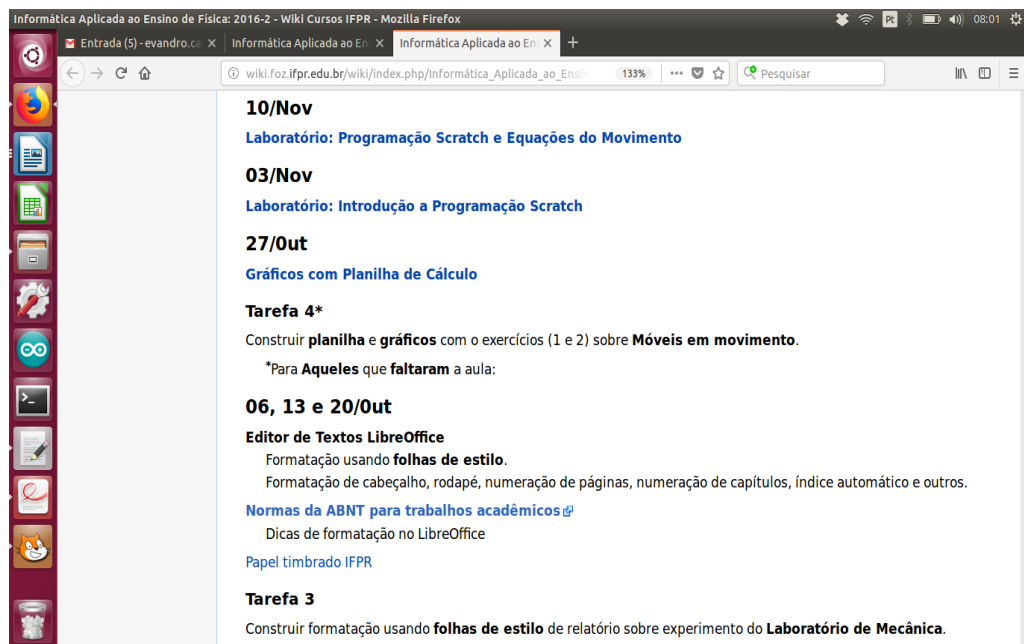 Informática Aplicada ao Ensino de Física: 2016-2 - Wiki Cursos IFPR - Mozilla Firefox
Pt
08:01
Entrada (5) - evandro.ca
Informática Aplicada ao En
Informática Aplicada ao En
wiki.foz.ifpr.edu.br/wiki/index.php/Informática_Aplicada_ao_Ensin
133%
Pesquisar
10/Nov
Laboratório: Programação Scratch e Equações do Movimento
03/Nov
Laboratório: Introdução a Programação Scratch
27/0ut
Gráficos com Planilha de Cálculo
Tarefa 4*
Construir planilha e gráficos com o exercícios (1 e 2) sobre Móveis em movimento.
*Para Aqueles que faltaram a aula:
06, 13 e 20/0ut
Editor de Textos LibreOffice
Formatação usando folhas de estilo.
Formatação de cabeçalho, rodapé, numeração de páginas, numeração de capítulos, índice automático e outros.
Normas da ABNT para trabalhos acadêmicos
Dicas de formatação no LibreOffice
Papel timbrado IFPR
Tarefa 3
Construir formatação usando folhas de estilo de relatório sobre experimento do Laboratório de Mecânica.